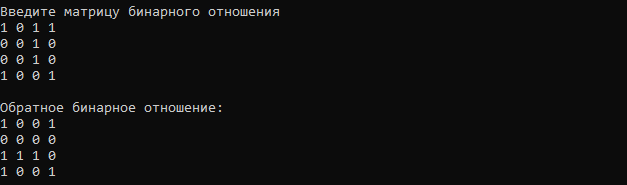 Введите матрицу бинарного отношения
1 0 1 1
0 0 1 0
0 0 1 0
1 0 0 1
Обратное бинарное отношение:
1 0 0 1
0 0 0 0
1 1 1 0
1 0 0 1